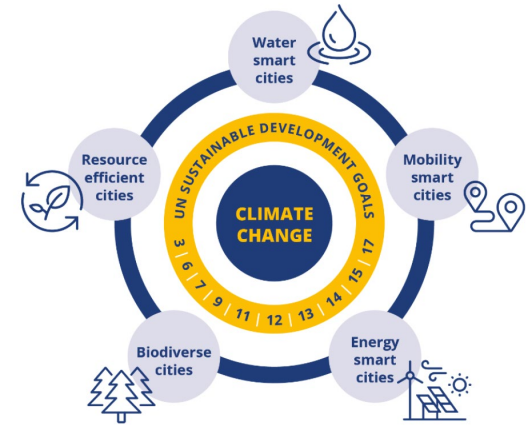 Water
smart
cities
Resource
efficient
cities
Mobility
smart
cities
UN SUSTAINABLE DEVELOPMENT GOALS
CLIMATE
CHANGE
3 | 6 | 7 | 9 | 11 | 12 | 13 | 14 | 15 | 17
Biodiverse
cities
Energy
smart
cities